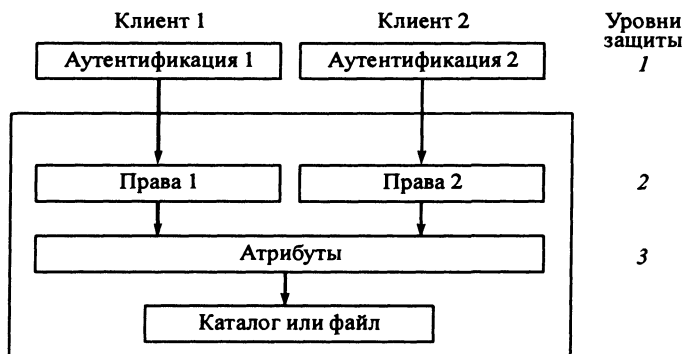 Клиент 1 Клиент 2 Уровни
защиты
Аутентификация 1 Аутентификация 2 1
Права 1 Права 2 2
Атрибуты 3
Каталог или файл